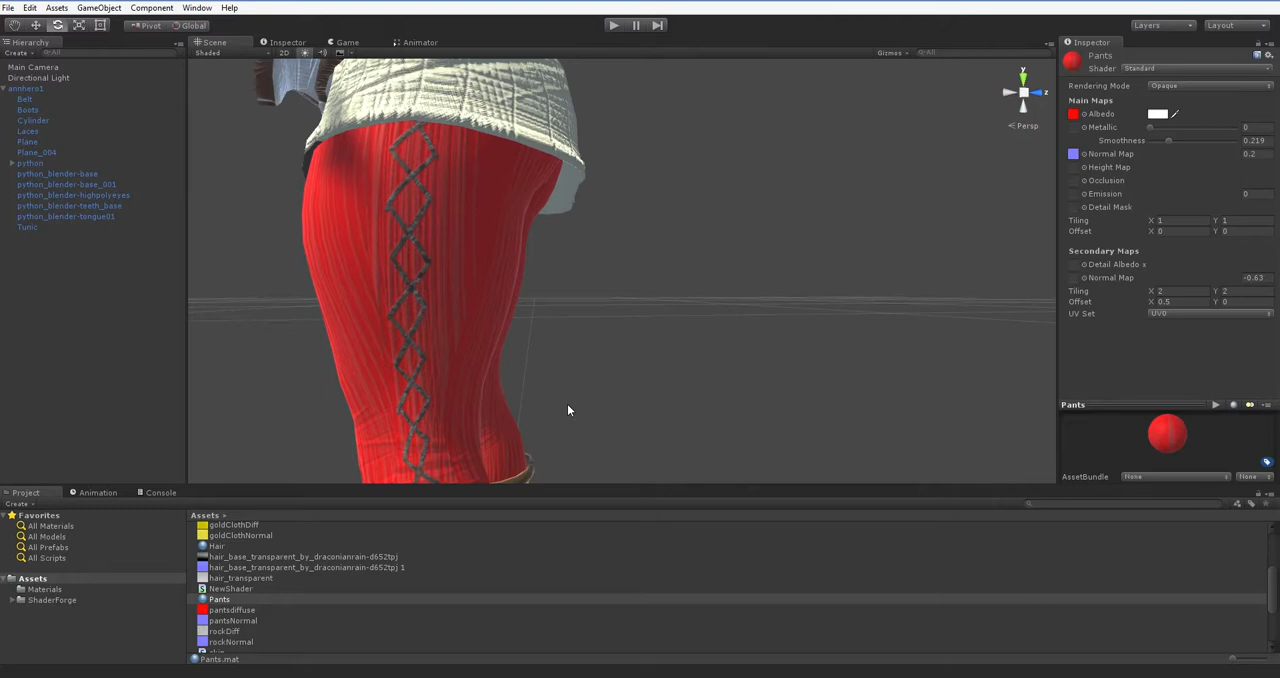 File Edit Assets GameObject Component Window Help
Pivot Global Layers Layout
Hierarchy Scene Inspector Game Animator Inspector
Create All Shaded 2D Gizmos All Pants
Main Camera
Directional Light
annhero1
Belt
Boots
Cylinder
Laces
Plane
Plane_004
python
python_blender-base
python_blender-base_001
python_blender-highpolyeyes
python_blender-teeth_base
python_blender-tongue01
Tunic
y
z
Persp
Shader Standard
Rendering Mode Opaque
Main Maps
Albedo
Metallic 0
Smoothness 0.219
Normal Map 0.2
Height Map
Occlusion
Emission 0
Detail Mask
Tiling X 1 Y 1
Offset X 0 Y 0
Secondary Maps
Detail Albedo x
Normal Map -0.63
Tiling X 2 Y 2
Offset X 0.5 Y 0
UV Set UV0
Pants
AssetBundle None None
Project Animation Console
Create
Favorites
All Materials
All Models
All Prefabs
All Scripts
Assets
Materials
ShaderForge
Assets
goldClothDiff
goldClothNormal
Hair
hair_base_transparent_by_draconianrain-d652tpj
hair_base_transparent_by_draconianrain-d652tpj 1
hair_transparent
NewShader
Pants
pantsdiffuse
pantsNormal
rockDiff
rockNormal
Pants.mat